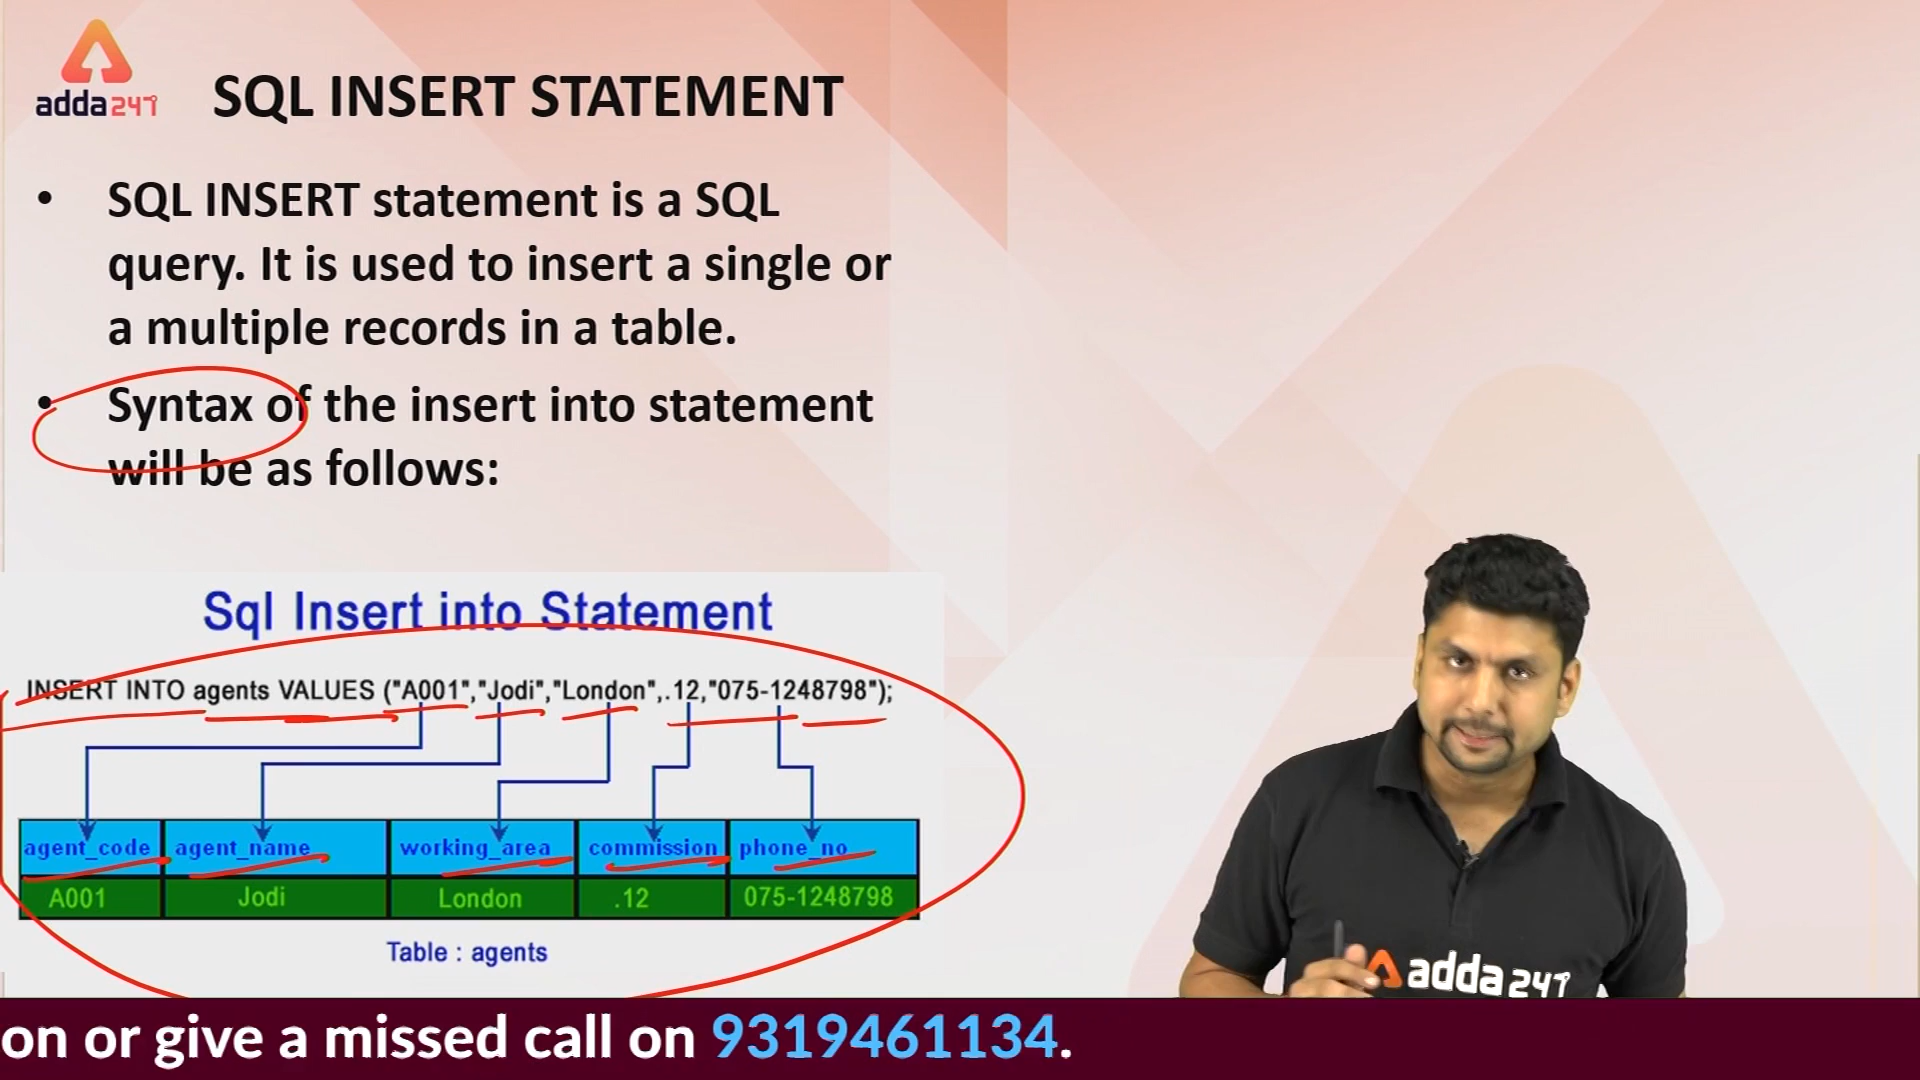 adda247
SQL INSERT STATEMENT
• SQL INSERT statement is a SQL
query. It is used to insert a single or
a multiple records in a table.
• Syntax of the insert into statement
will be as follows:
Sql Insert into Statement
INSERT INTO agents VALUES ("A001","Jodi","London",.12,"075-1248798");
agent_code agent_name working_area commission phone_no
A001 Jodi London .12 075-1248798
Table : agents
adda247
on or give a missed call on 9319461134.